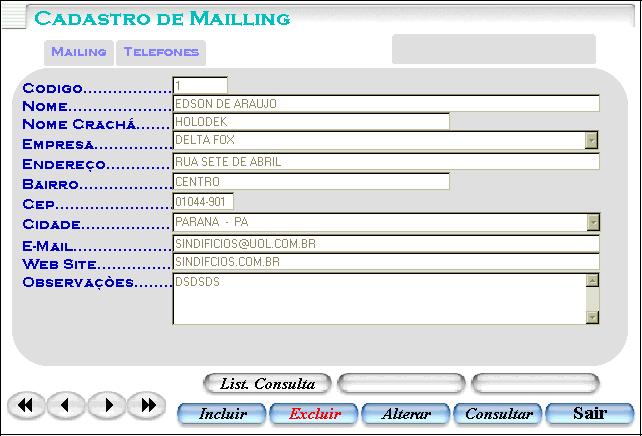 Cadastro de Mailling
Mailing Telefones
Codigo.................. 1
Nome..................... EDSON DE ARAUJO
Nome Crachá....... HOLODEK
Empresa................ DELTA FOX
Endereço.............. RUA SETE DE ABRIL
Bairro................... CENTRO
Cep........................ 01044-901
Cidade................... PARANA - PA
E-Mail.................... SINDIFICIOS@UOL.COM.BR
Web Site................ SINDIFCIOS.COM.BR
Observações........ DSDSDS
List. Consulta
Incluir Excluir Alterar Consultar Sair